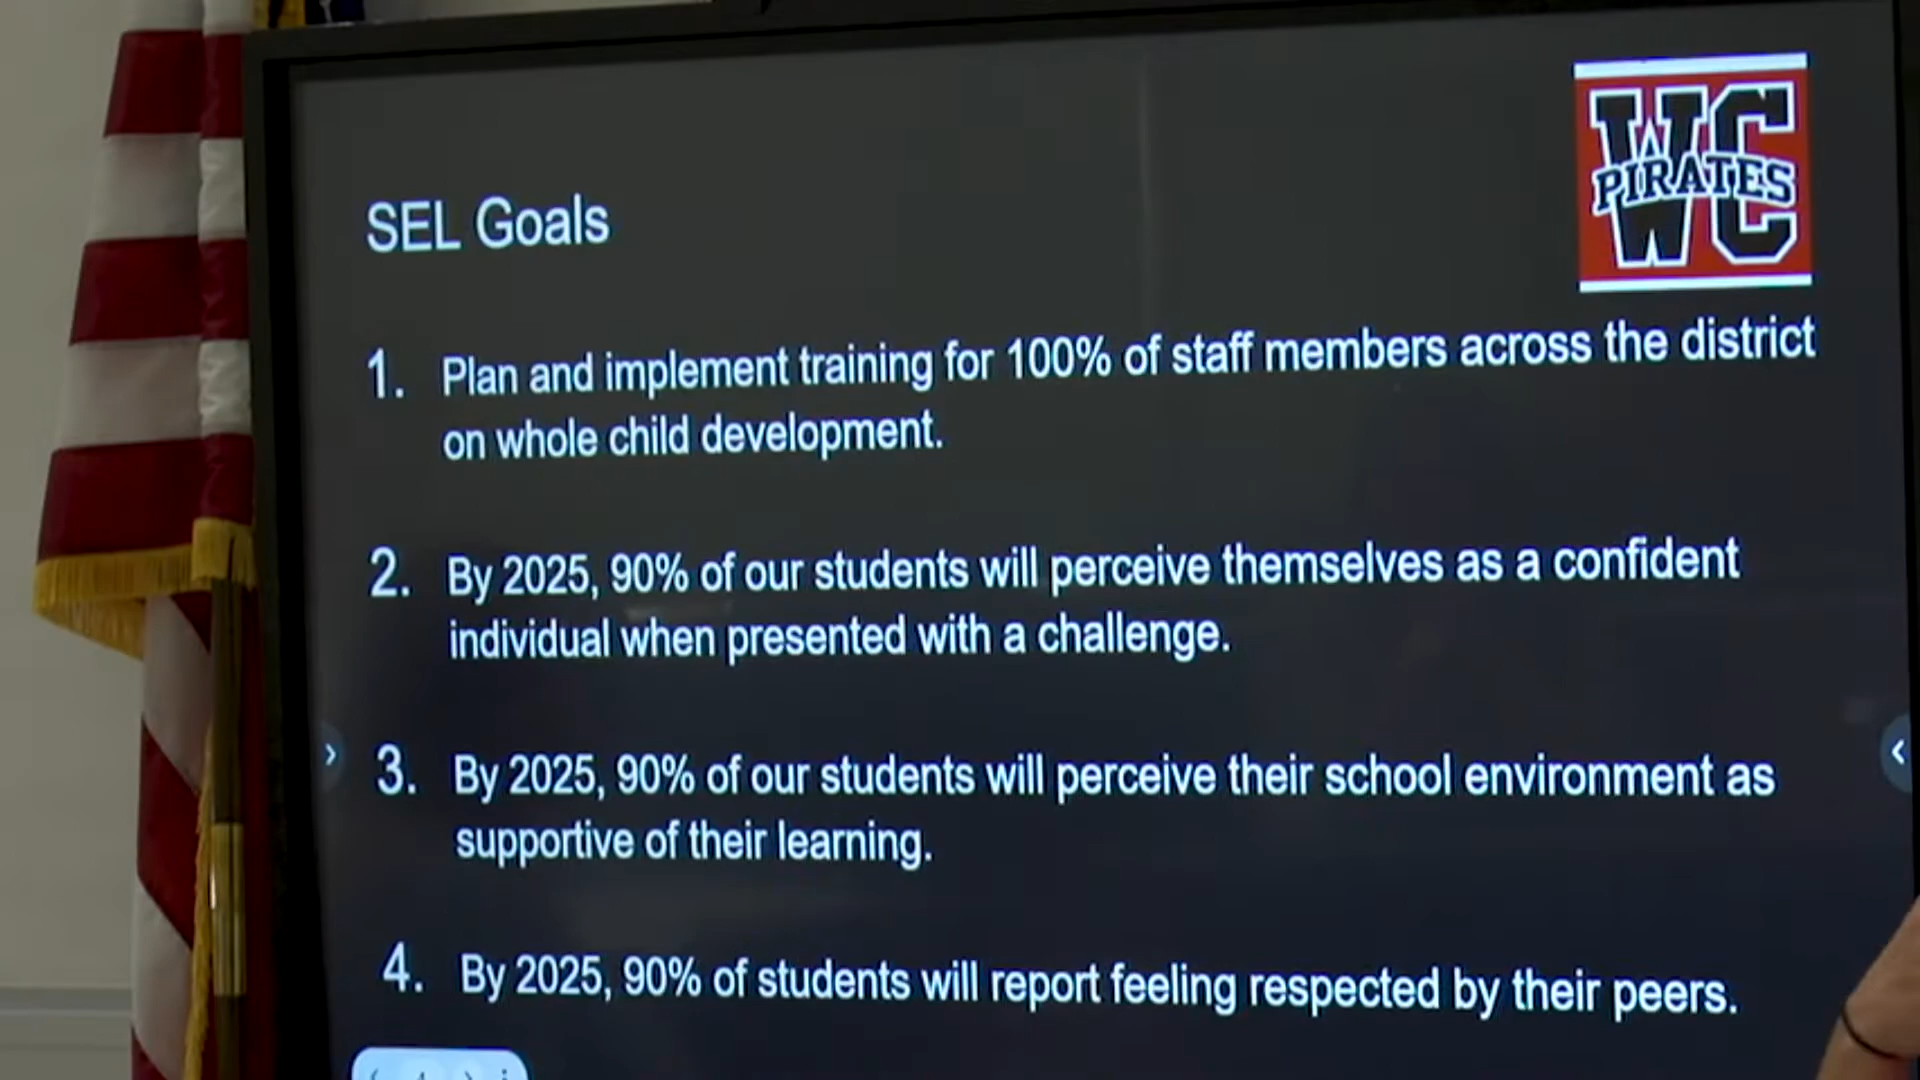 WC
PIRATES
SEL Goals
1. Plan and implement training for 100% of staff members across the district
on whole child development.
2. By 2025, 90% of our students will perceive themselves as a confident
individual when presented with a challenge.
3. By 2025, 90% of our students will perceive their school environment as
supportive of their learning.
4. By 2025, 90% of students will report feeling respected by their peers.